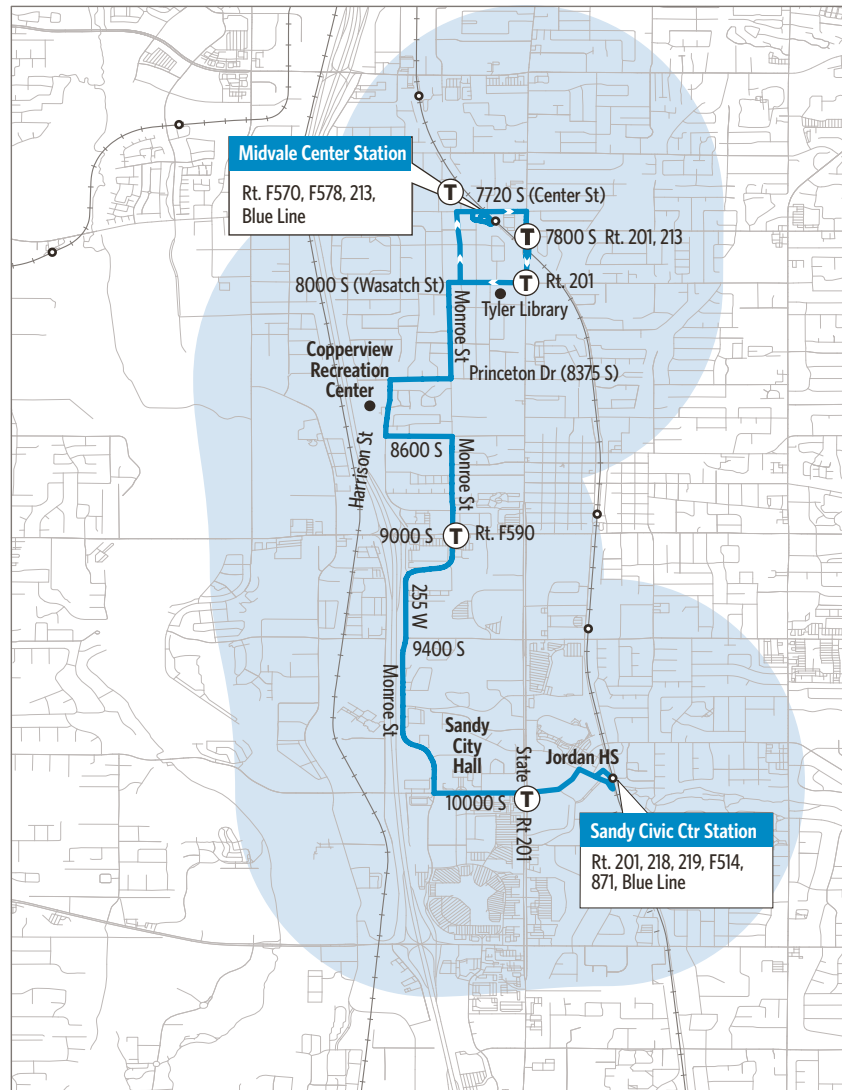 Midvale Center Station
Rt. F570, F578, 213,
Blue Line
T
7720 S (Center St)
T
7800 S Rt. 201, 213
8000 S (Wasatch St)
T
Rt. 201
Tyler Library
Monroe St
Copperview
Recreation
Center
Princeton Dr (8375 S)
Harrison St
8600 S
Monroe St
9000 S
T
Rt. F590
255 W
9400 S
Monroe St
Sandy
City
Hall
State
Jordan HS
10000 S
T
Rt 201
Sandy Civic Ctr Station
Rt. 201, 218, 219, F514,
871, Blue Line